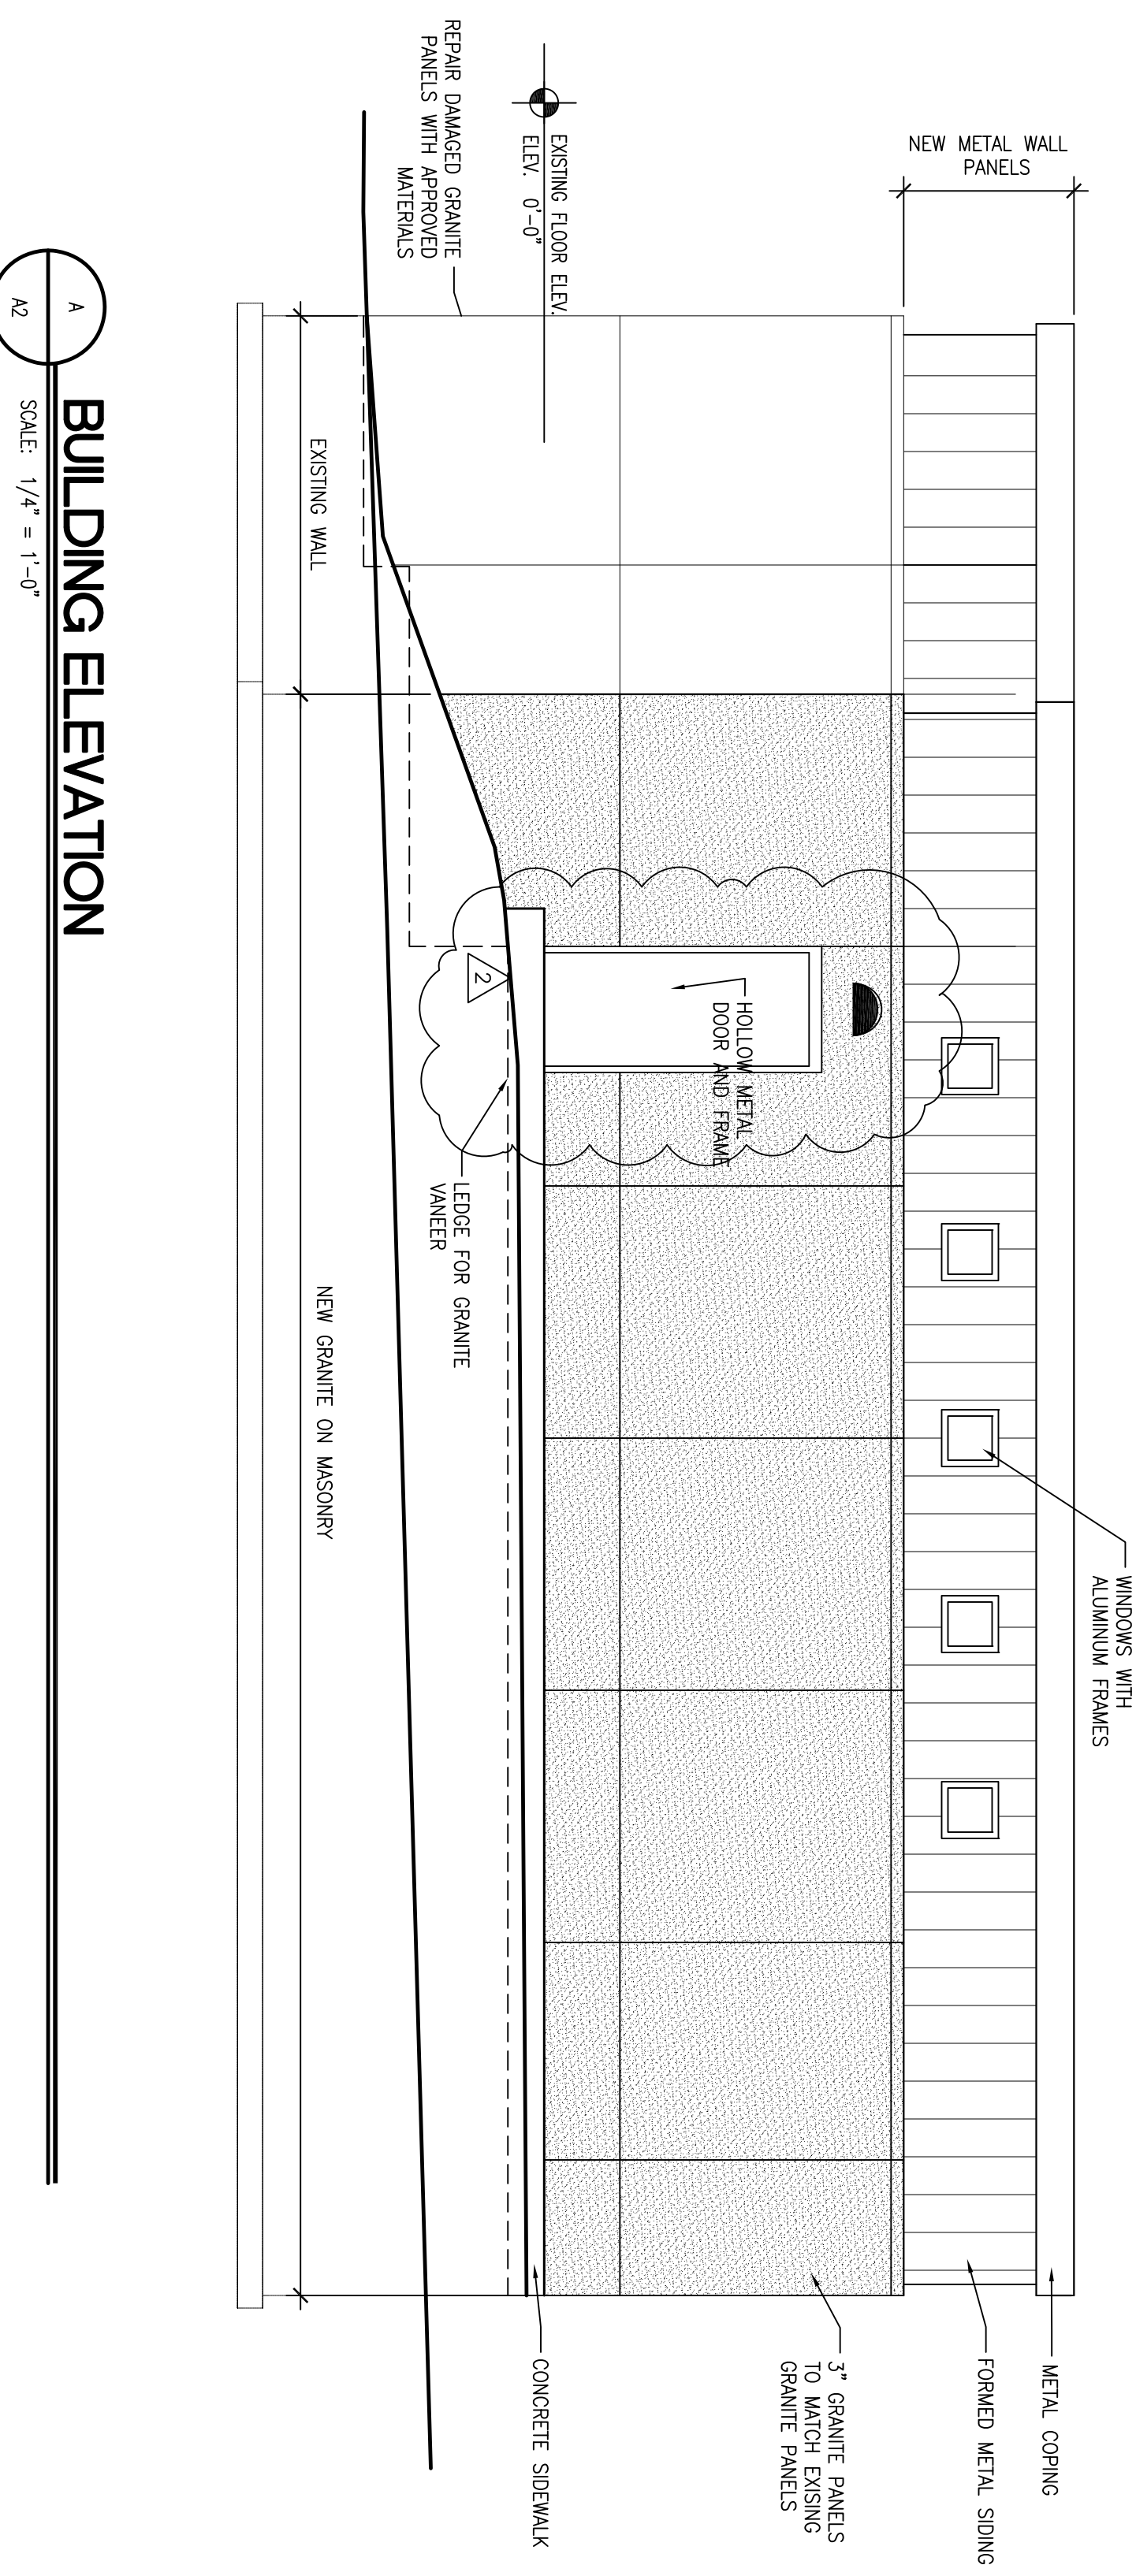 WINDOWS WITH
ALUMINUM FRAMES
NEW METAL WALL
PANELS
METAL COPING
FORMED METAL SIDING
3" GRANITE PANELS
TO MATCH EXISING
GRANITE PANELS
HOLLOW METAL
DOOR AND FRAME
EXISTING FLOOR ELEV.
ELEV. 0'-0"
CONCRETE SIDEWALK
2
REPAIR DAMAGED GRANITE
PANELS WITH APPROVED
MATERIALS
LEDGE FOR GRANITE
VANEER
EXISTING WALL
NEW GRANITE ON MASONRY
A
A2
BUILDING ELEVATION
SCALE: 1/4" = 1'-0"